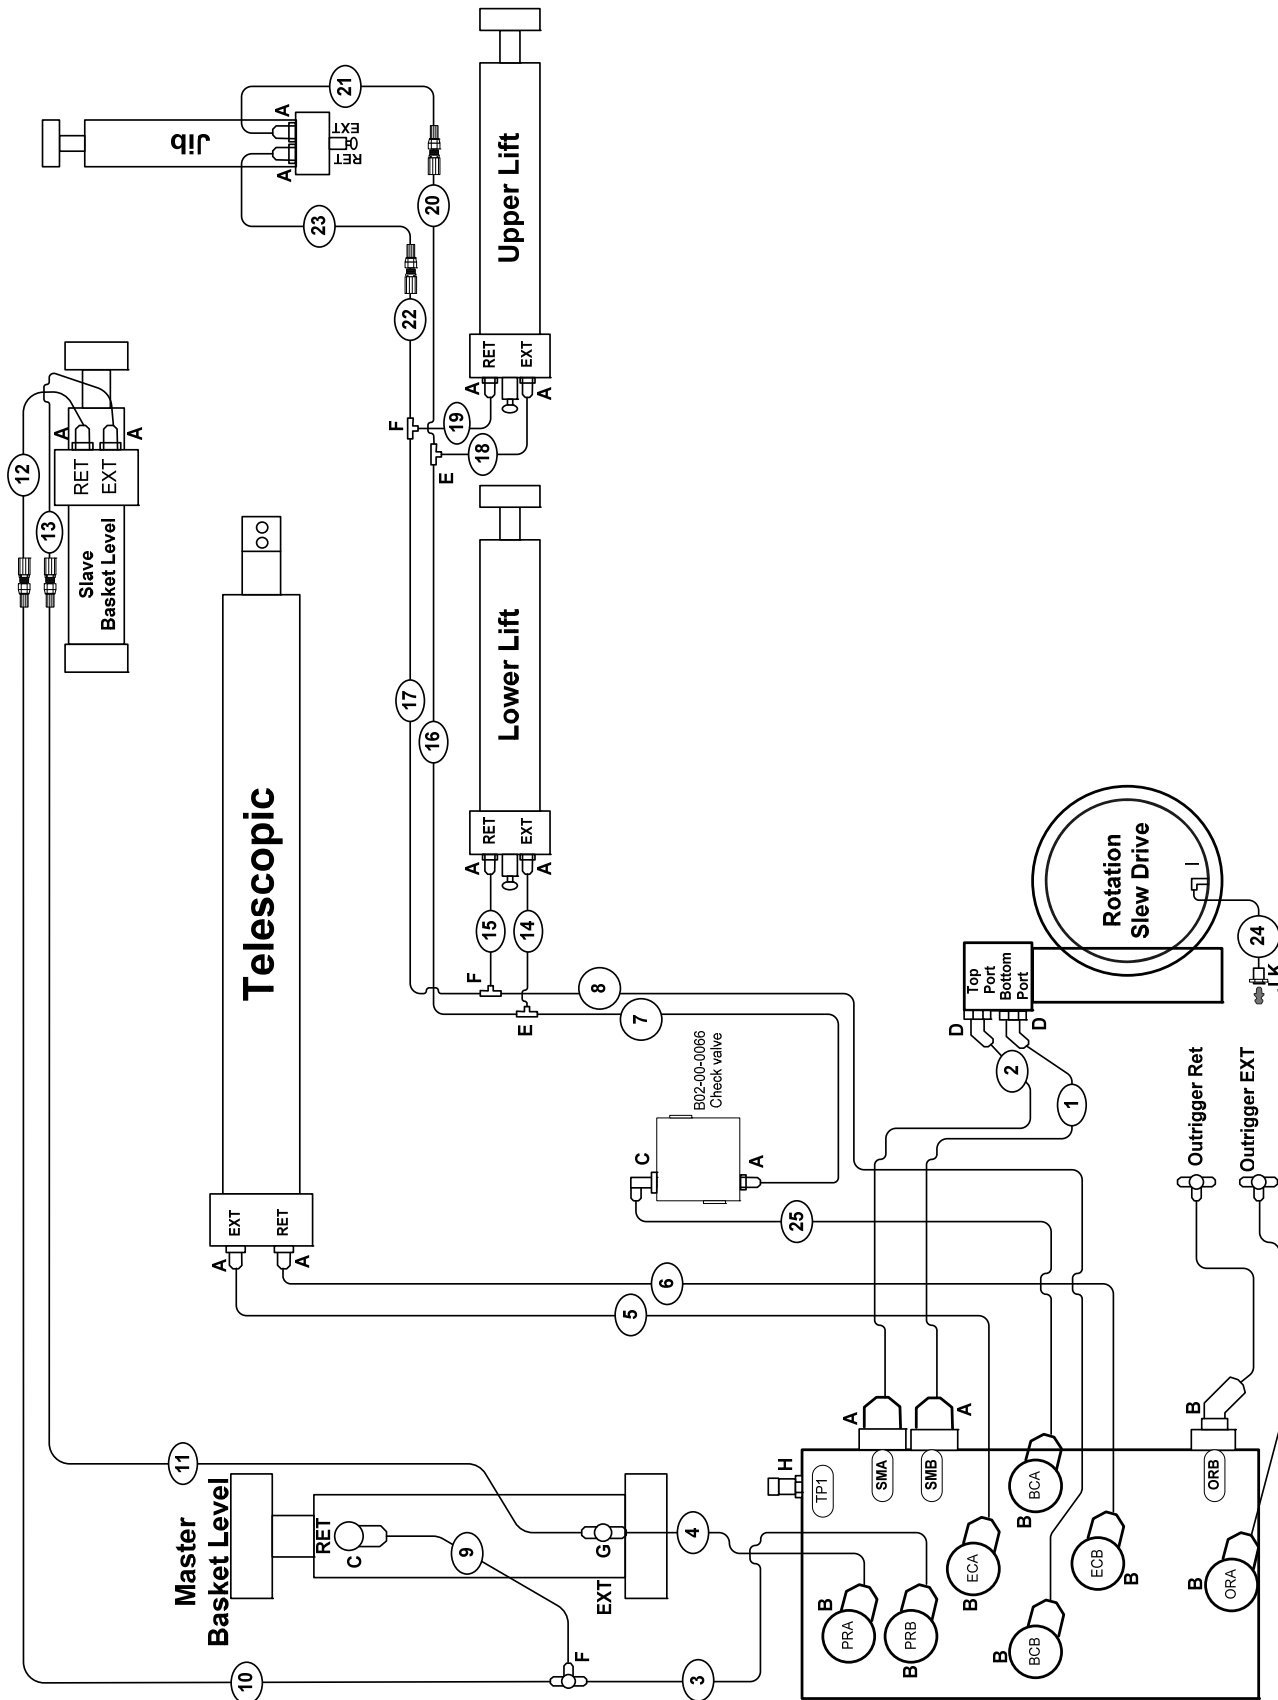 21
A
EXT
RET
A
Jib
20
23
22
Upper Lift
RET
EXT
A
A
F
19
18
E
12
13
A
A
RET
EXT
Slave
Basket Level
Telescopic
EXT
RET
A
A
17
16
Lower Lift
RET
EXT
A
A
15
14
F
E
8
7
B02-00-0066
Check valve
C
A
25
6
5
Rotation
Slew Drive
I
24
K
Top
Port
Bottom
Port
D
D
2
1
Outrigger Ret
Outrigger EXT
11
Master
Basket Level
RET
C
9
G
EXT
4
10
F
3
H
TP1
A
SMA
A
SMB
B
ORB
BCA
B
ECA
B
ECB
B
ORA
B
PRA
B
PRB
B
BCB
B